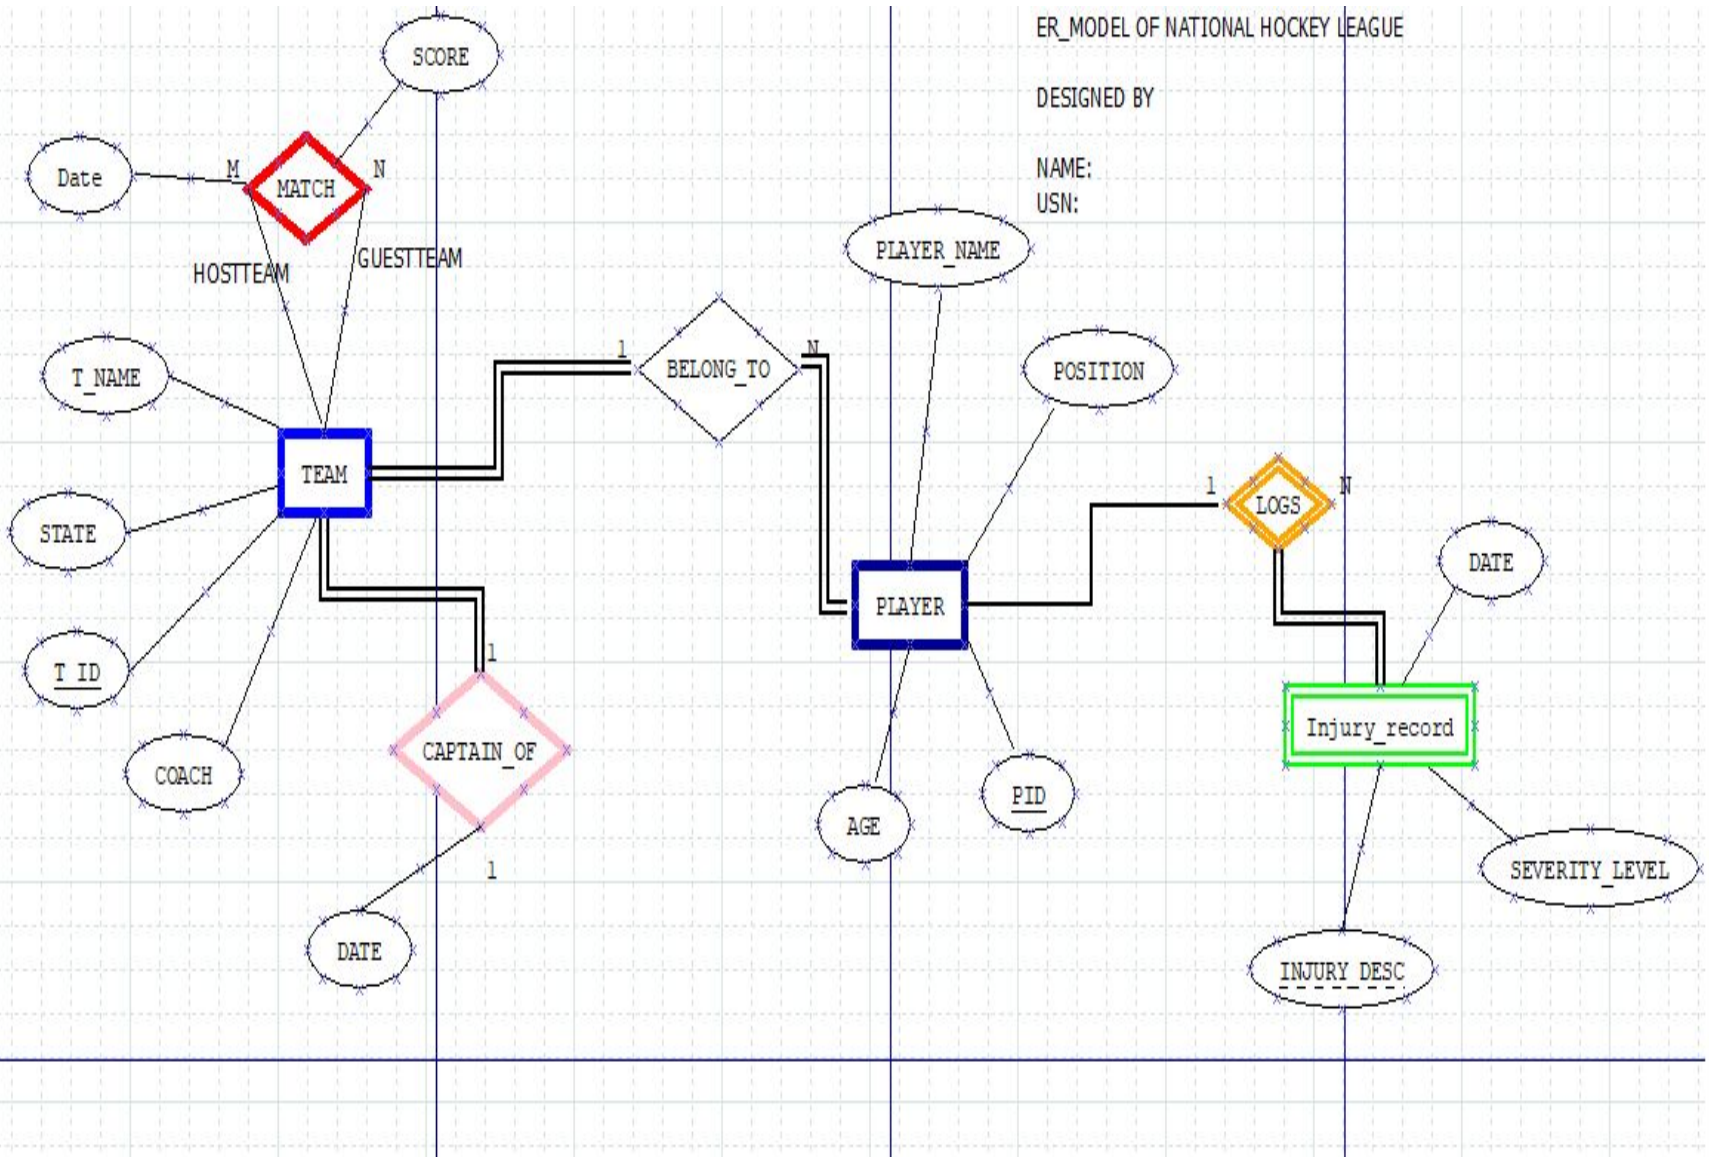 ER_MODEL OF NATIONAL HOCKEY LEAGUE
SCORE
DESIGNED BY
Date
M
N
MATCH
NAME:
USN:
HOSTTEAM
GUESTTEAM
PLAYER_NAME
T_NAME
1
N
BELONG_TO
POSITION
TEAM
1
N
LOGS
STATE
DATE
PLAYER
T_ID
1
Injury_record
CAPTAIN_OF
COACH
PID
AGE
1
SEVERITY_LEVEL
DATE
INJURY_DESC